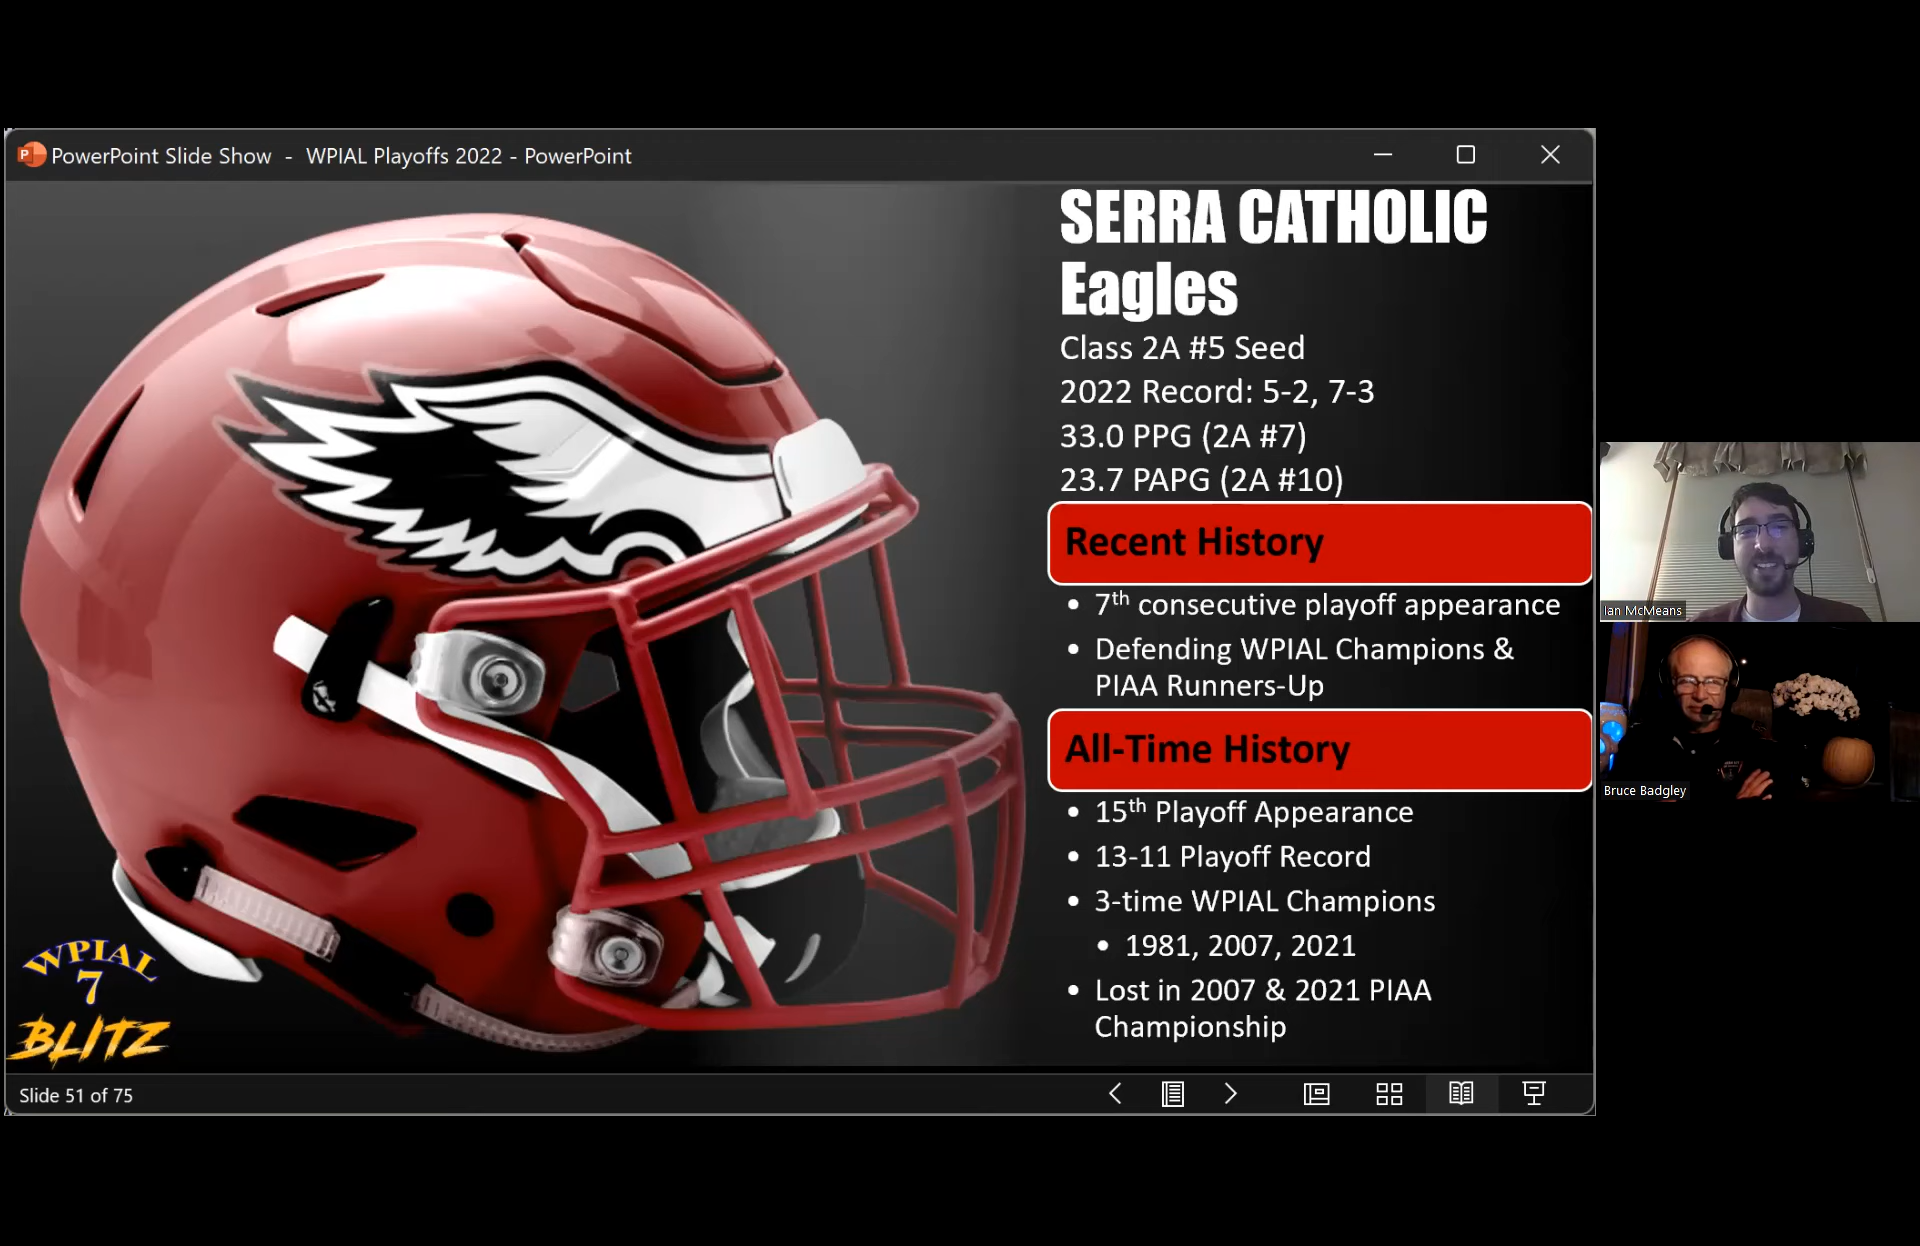 PowerPoint Slide Show - WPIAL Playoffs 2022 - PowerPoint
SERRA CATHOLIC
Eagles
Class 2A #5 Seed
2022 Record: 5-2, 7-3
33.0 PPG (2A #7)
23.7 PAPG (2A #10)
Recent History
• 7th consecutive playoff appearance
• Defending WPIAL Champions &
PIAA Runners-Up
All-Time History
• 15th Playoff Appearance
• 13-11 Playoff Record
• 3-time WPIAL Champions
• 1981, 2007, 2021
• Lost in 2007 & 2021 PIAA
Championship
WPIAL
7
BLITZ
Slide 51 of 75
Ian McMeans
Bruce Badgley